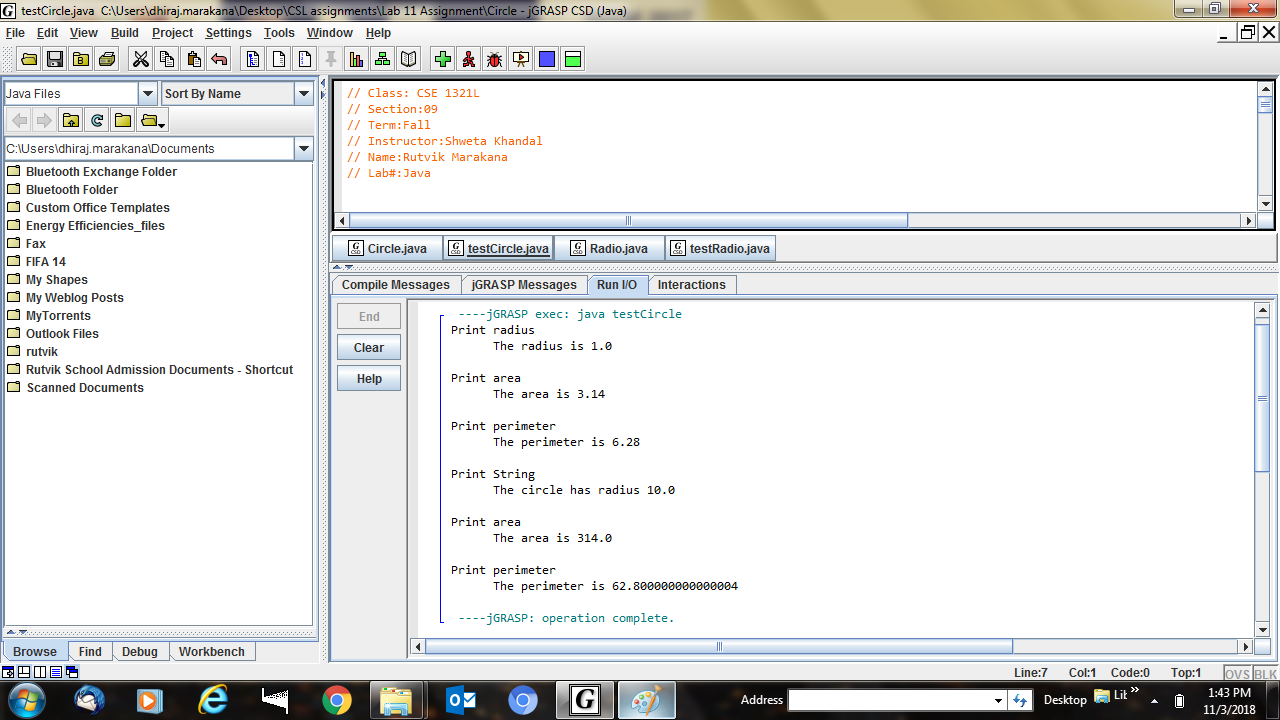 testCircle.java C:\Users\dhiraj.marakana\Desktop\CSL assignments\Lab 11 Assignment\Circle - jGRASP CSD (Java)
File Edit View Build Project Settings Tools Window Help
Java Files Sort By Name
C:\Users\dhiraj.marakana\Documents
Bluetooth Exchange Folder
Bluetooth Folder
Custom Office Templates
Energy Efficiencies_files
Fax
FIFA 14
My Shapes
My Weblog Posts
MyTorrents
Outlook Files
rutvik
Rutvik School Admission Documents - Shortcut
Scanned Documents
Browse Find Debug Workbench
// Class: CSE 1321L
// Section:09
// Term:Fall
// Instructor:Shweta Khandal
// Name:Rutvik Marakana
// Lab#:Java
Circle.java testCircle.java Radio.java testRadio.java
Compile Messages jGRASP Messages Run I/O Interactions
End
Clear
Help
----jGRASP exec: java testCircle
Print radius
The radius is 1.0
Print area
The area is 3.14
Print perimeter
The perimeter is 6.28
Print String
The circle has radius 10.0
Print area
The area is 314.0
Print perimeter
The perimeter is 62.800000000000004
----jGRASP: operation complete.
Line:7 Col:1 Code:0 Top:1 OVS BLK
Address Desktop Lit » 1:43 PM
11/3/2018